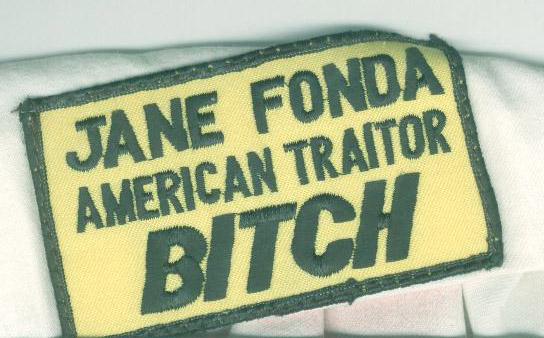 JANE FONDA
AMERICAN TRAITOR
BITCH